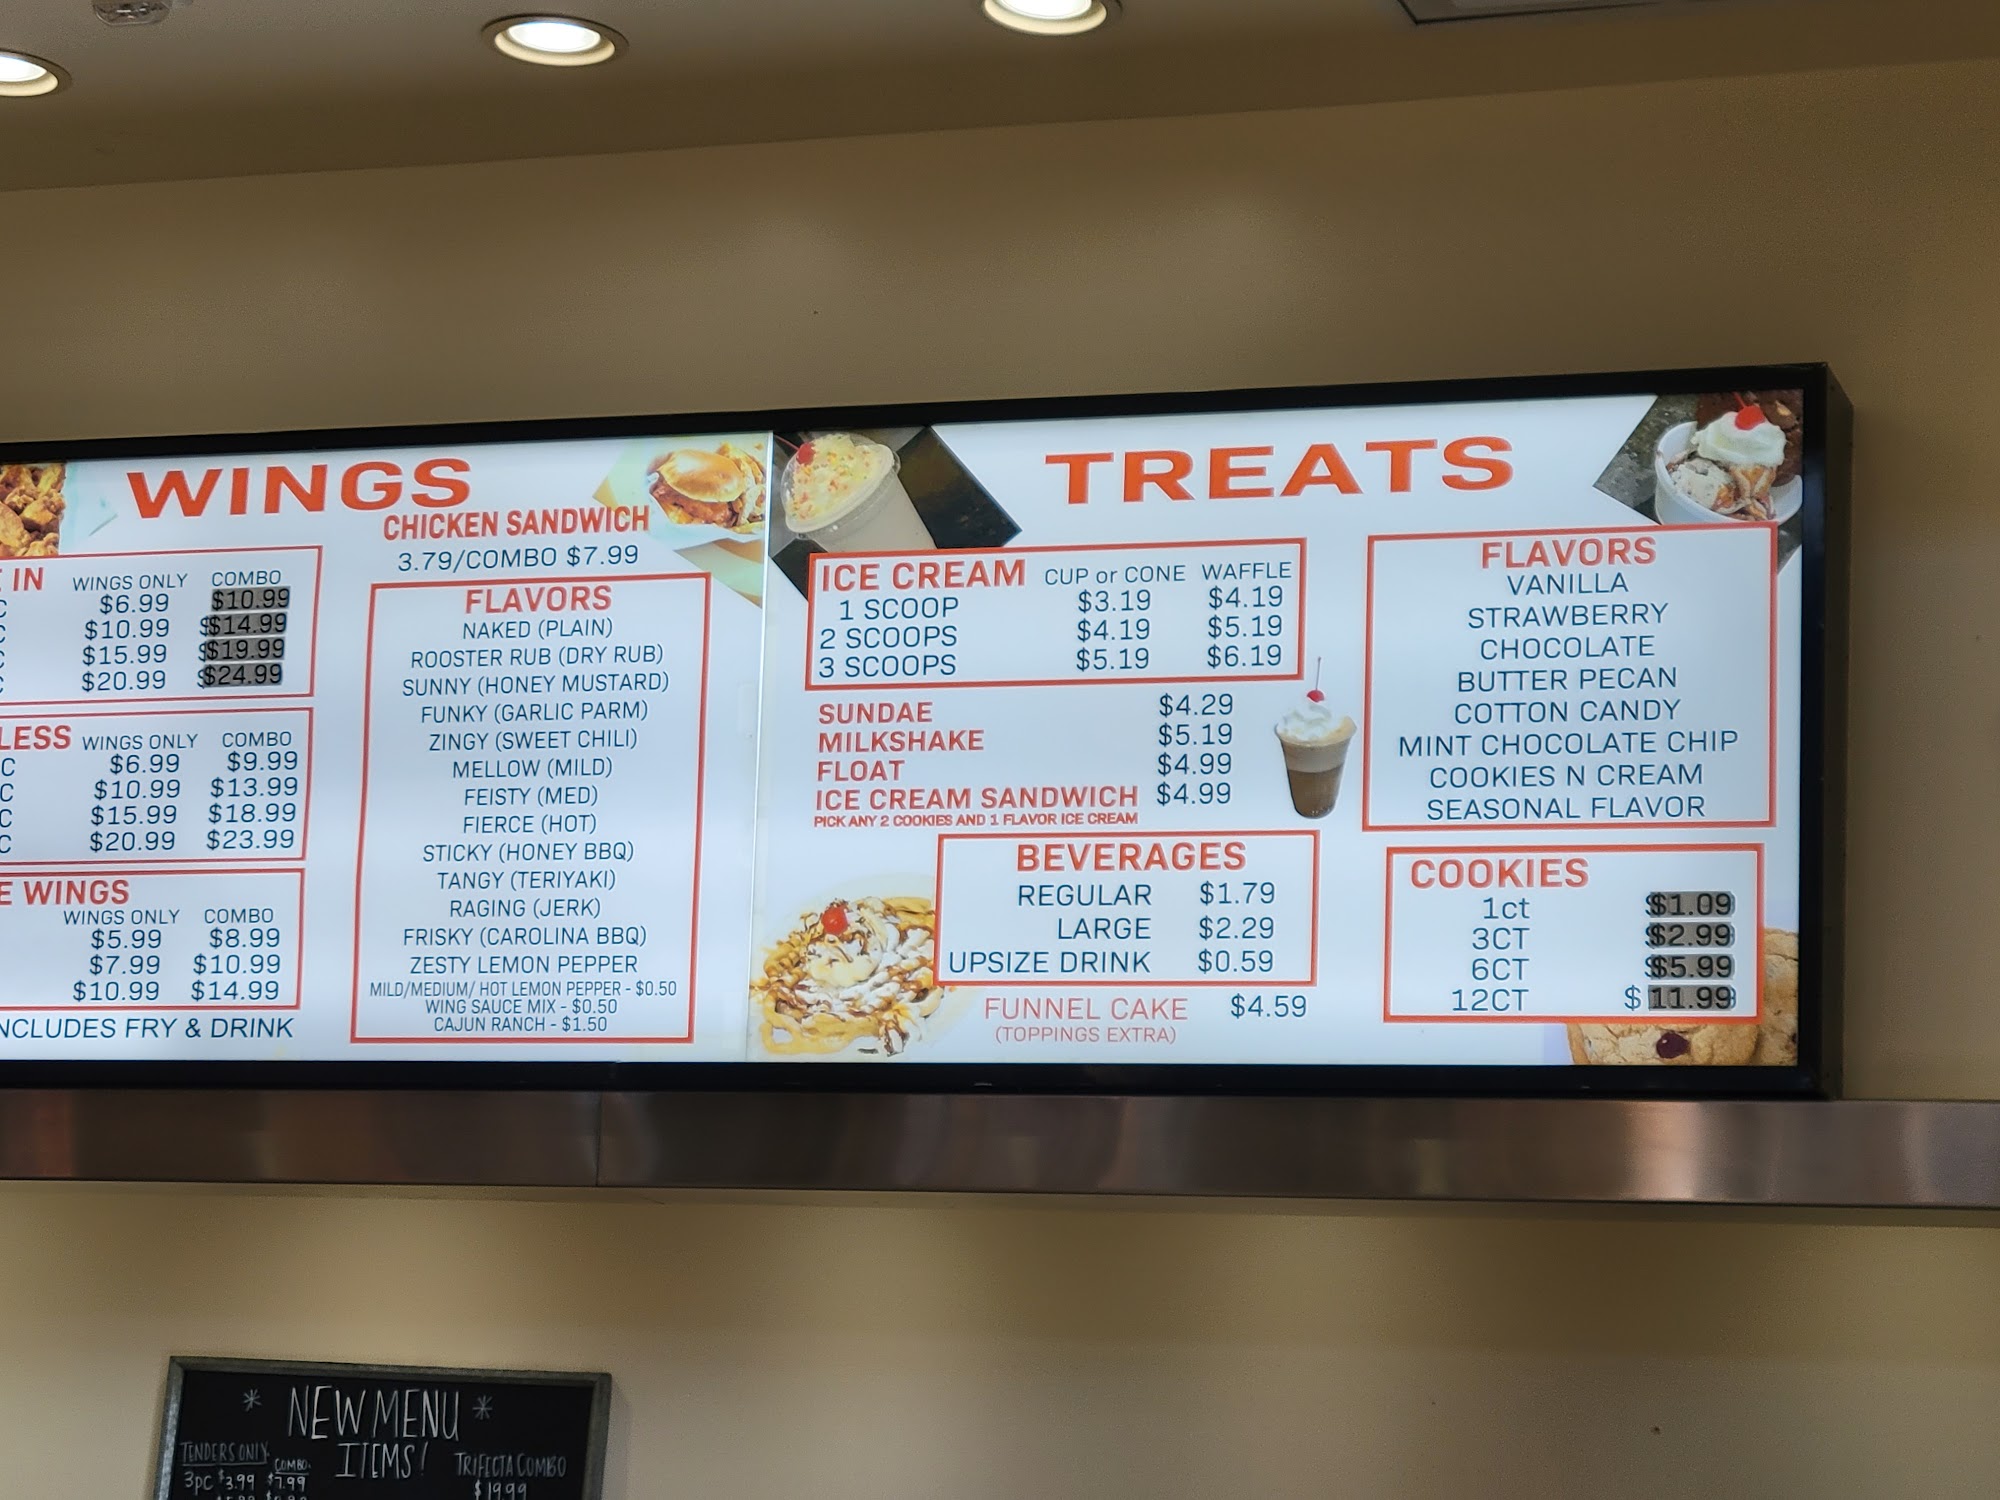 WINGS
CHICKEN SANDWICH
3.79/COMBO $7.99
IN WINGS ONLY COMBO
$6.99 $10.99
$10.99 $14.99
$15.99 $19.99
$20.99 $24.99
LESS WINGS ONLY COMBO
C $6.99 $9.99
C $10.99 $13.99
C $15.99 $18.99
C $20.99 $23.99
E WINGS
WINGS ONLY COMBO
$5.99 $8.99
$7.99 $10.99
$10.99 $14.99
NCLUDES FRY & DRINK
FLAVORS
NAKED (PLAIN)
ROOSTER RUB (DRY RUB)
SUNNY (HONEY MUSTARD)
FUNKY (GARLIC PARM)
ZINGY (SWEET CHILI)
MELLOW (MILD)
FEISTY (MED)
FIERCE (HOT)
STICKY (HONEY BBQ)
TANGY (TERIYAKI)
RAGING (JERK)
FRISKY (CAROLINA BBQ)
ZESTY LEMON PEPPER
MILD/MEDIUM/ HOT LEMON PEPPER - $0.50
WING SAUCE MIX - $0.50
CAJUN RANCH - $1.50
TREATS
ICE CREAM CUP or CONE WAFFLE
1 SCOOP $3.19 $4.19
2 SCOOPS $4.19 $5.19
3 SCOOPS $5.19 $6.19
SUNDAE $4.29
MILKSHAKE $5.19
FLOAT $4.99
ICE CREAM SANDWICH $4.99
PICK ANY 2 COOKIES AND 1 FLAVOR ICE CREAM
BEVERAGES
REGULAR $1.79
LARGE $2.29
UPSIZE DRINK $0.59
FUNNEL CAKE $4.59
(TOPPINGS EXTRA)
FLAVORS
VANILLA
STRAWBERRY
CHOCOLATE
BUTTER PECAN
COTTON CANDY
MINT CHOCOLATE CHIP
COOKIES N CREAM
SEASONAL FLAVOR
COOKIES
1ct $1.09
3CT $2.99
6CT $5.99
12CT $11.99
* NEW MENU *
ITEMS!
TENDERS ONLY COMBO
3pc $3.99 $7.99
TRIFECTA COMBO
$19.99